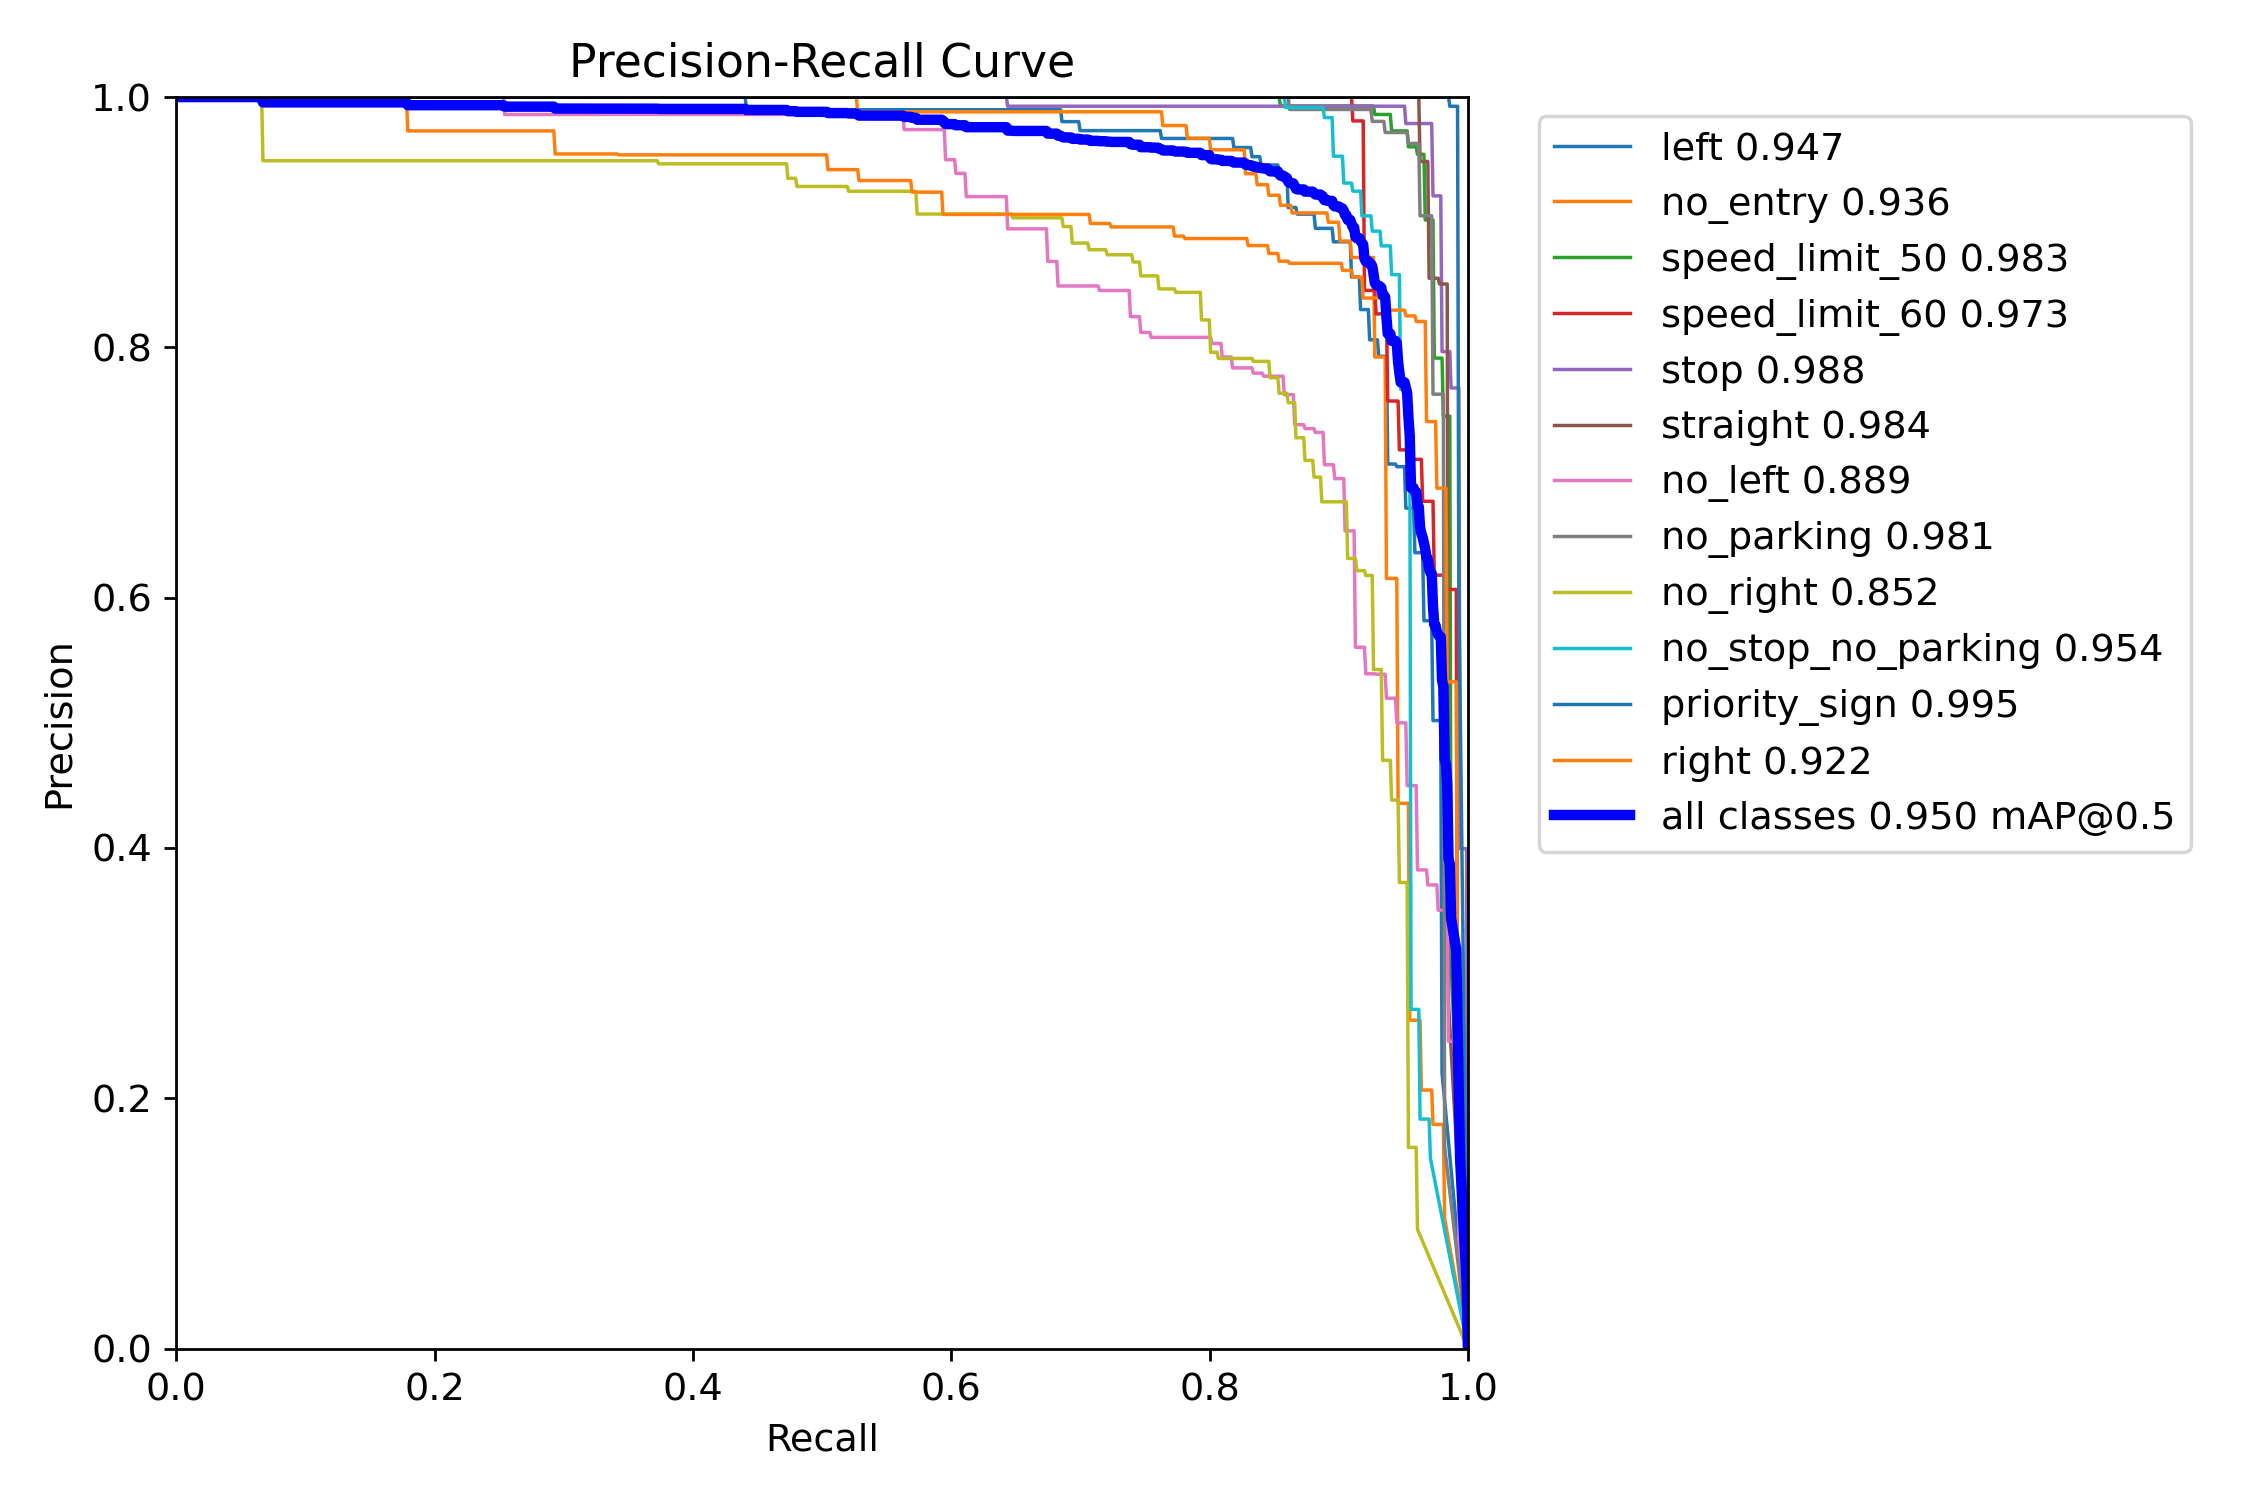 Precision-Recall Curve
1.0
0.8
0.6
0.4
0.2
0.0
Precision
0.0 0.2 0.4 0.6 0.8 1.0
Recall
left 0.947
no_entry 0.936
speed_limit_50 0.983
speed_limit_60 0.973
stop 0.988
straight 0.984
no_left 0.889
no_parking 0.981
no_right 0.852
no_stop_no_parking 0.954
priority_sign 0.995
right 0.922
all classes 0.950 mAP@0.5